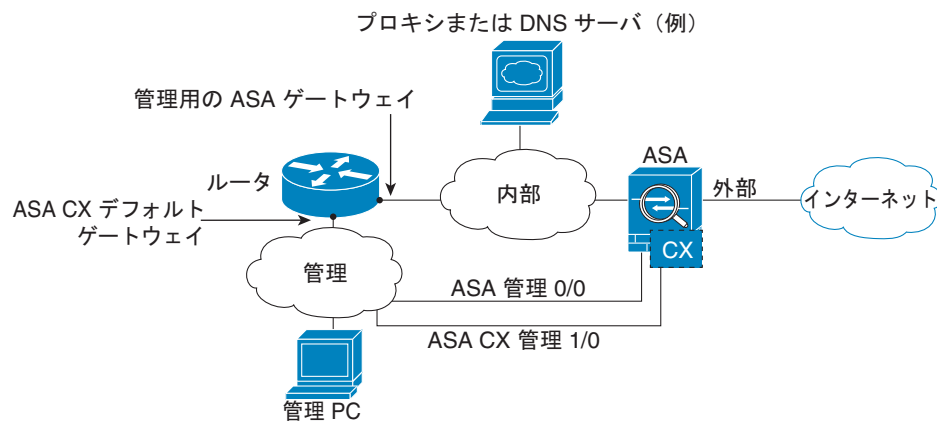 プロキシまたは DNS サーバ（例）
管理用の ASA ゲートウェイ
ASA
ルータ
内部
外部
インターネット
ASA CX デフォルト
ゲートウェイ
CX
管理
ASA 管理 0/0
ASA CX 管理 1/0
管理 PC